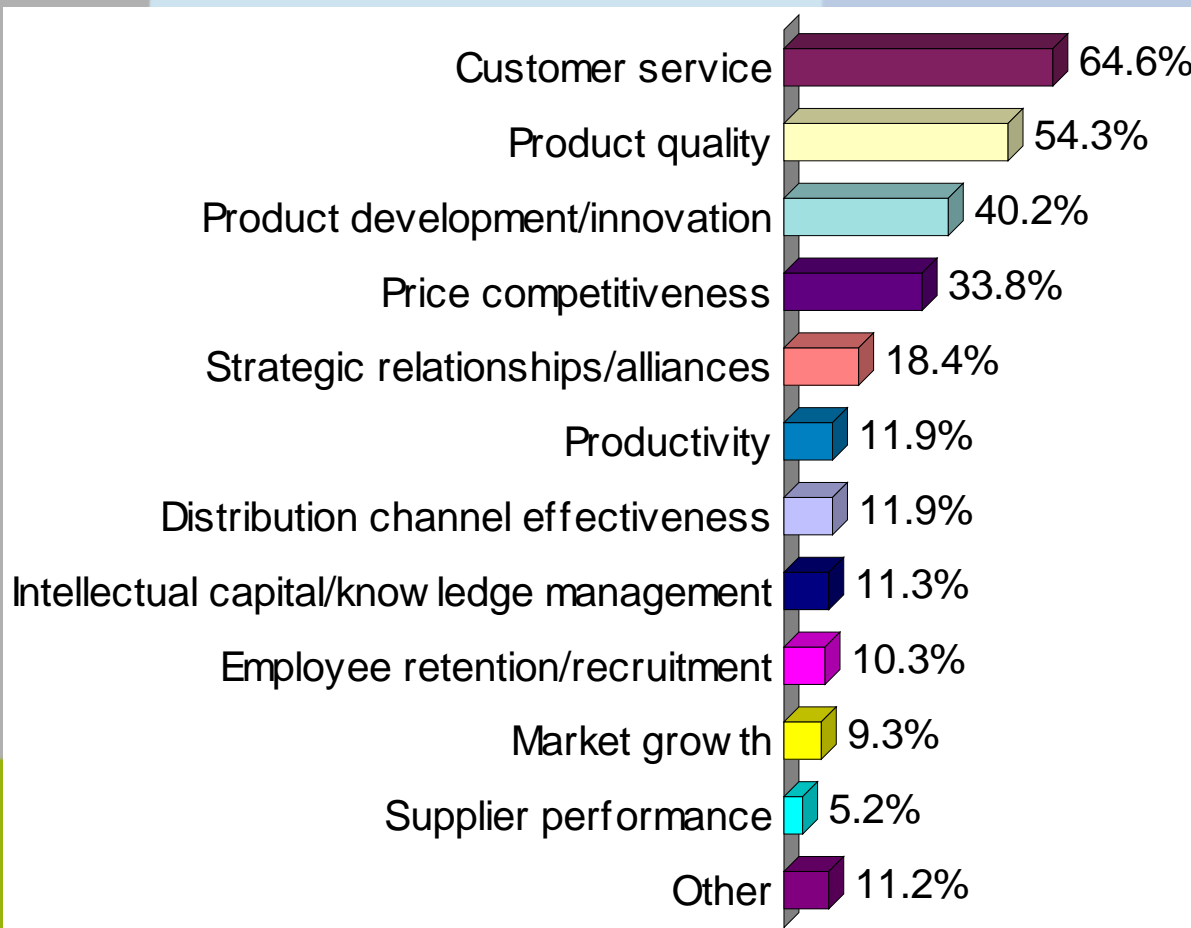 Customer service 64.6%
Product quality 54.3%
Product development/innovation 40.2%
Price competitiveness 33.8%
Strategic relationships/alliances 18.4%
Productivity 11.9%
Distribution channel effectiveness 11.9%
Intellectual capital/know ledge management 11.3%
Employee retention/recruitment 10.3%
Market grow th 9.3%
Supplier performance 5.2%
Other 11.2%